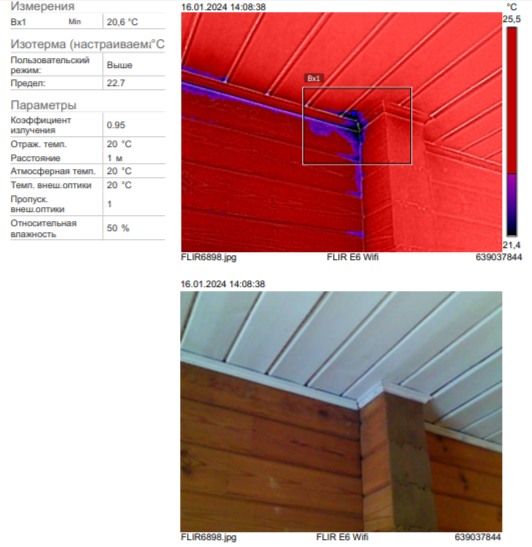 Измерения
Bx1 Min 20,6 °C
Изотерма (настраиваем°C
Пользовательский режим: Выше
Предел: 22.7
Параметры
Коэффициент излучения 0.95
Отраж. темп. 20 °C
Расстояние 1 м
Атмосферная темп. 20 °C
Темп. внеш.оптики 20 °C
Пропуск. внеш.оптики 1
Относительная влажность 50 %
16.01.2024 14:08:38
°C
25,5
Bx1
21,4
FLIR6898.jpg FLIR E6 Wifi 639037844
16.01.2024 14:08:38
FLIR6898.jpg FLIR E6 Wifi 639037844